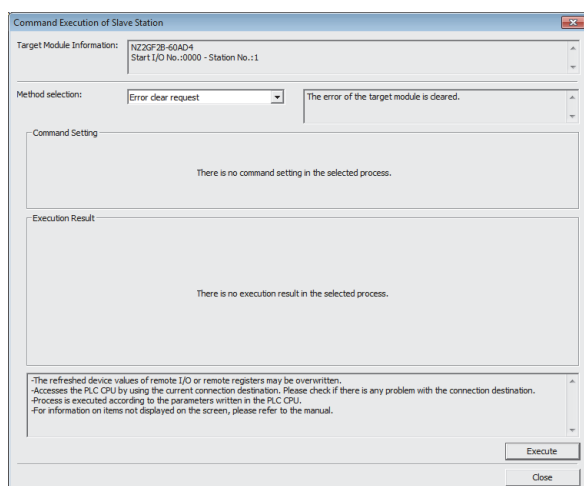 Command Execution of Slave Station
Target Module Information:
NZ2GF2B-60AD4
Start I/O No.:0000 - Station No.:1
Method selection:
Error clear request
The error of the target module is cleared.
Command Setting
There is no command setting in the selected process.
Execution Result
There is no execution result in the selected process.
-The refreshed device values of remote I/O or remote registers may be overwritten.
-Accesses the PLC CPU by using the current connection destination. Please check if there is any problem with the connection destination.
-Process is executed according to the parameters written in the PLC CPU.
-For information on items not displayed on the screen, please refer to the manual.
Execute
Close